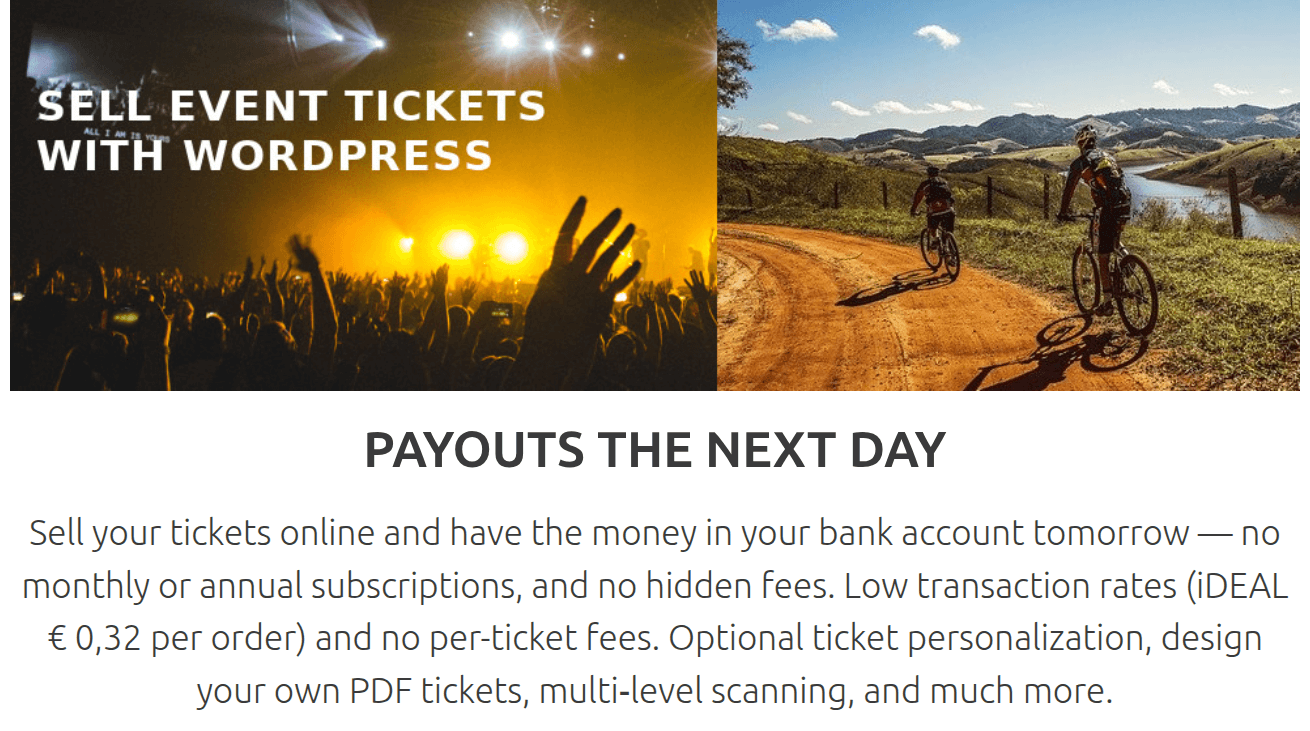 SELL EVENT TICKETS
ALL I AM IS YOURS
WITH WORDPRESS
PAYOUTS THE NEXT DAY
Sell your tickets online and have the money in your bank account tomorrow — no
monthly or annual subscriptions, and no hidden fees. Low transaction rates (iDEAL
€ 0,32 per order) and no per-ticket fees. Optional ticket personalization, design
your own PDF tickets, multi-level scanning, and much more.